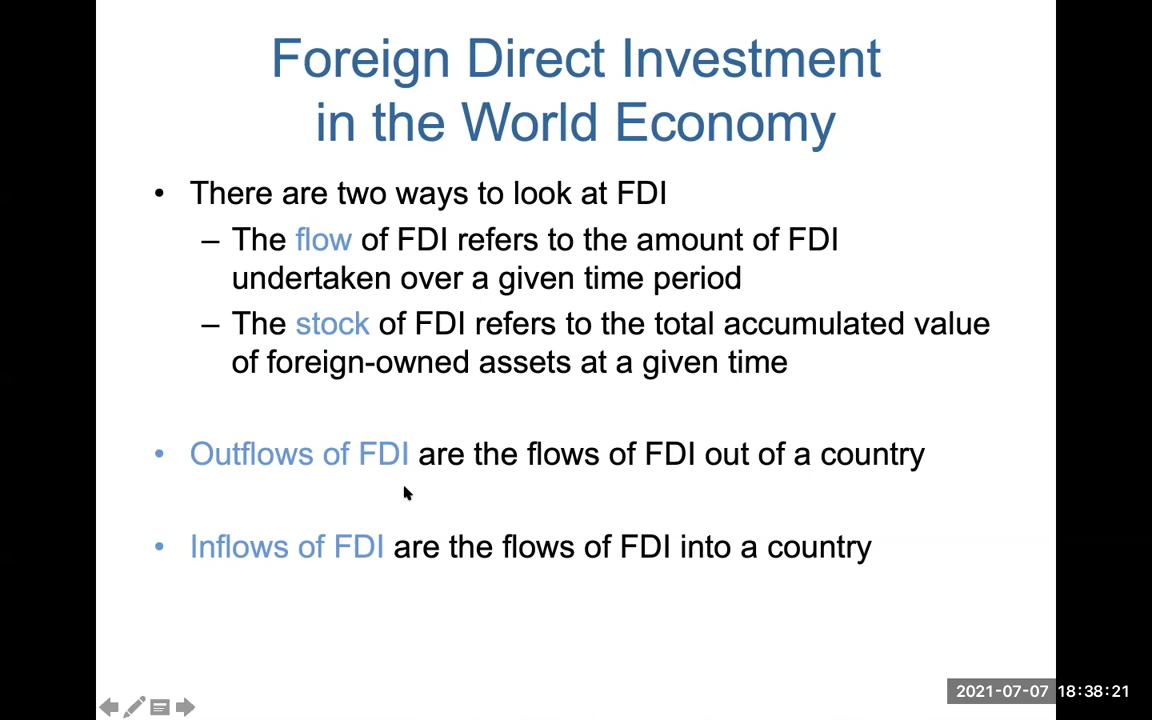 Foreign Direct Investment
in the World Economy
• There are two ways to look at FDI
– The flow of FDI refers to the amount of FDI
undertaken over a given time period
– The stock of FDI refers to the total accumulated value
of foreign-owned assets at a given time
• Outflows of FDI are the flows of FDI out of a country
• Inflows of FDI are the flows of FDI into a country
2021-07-07 18:38:21